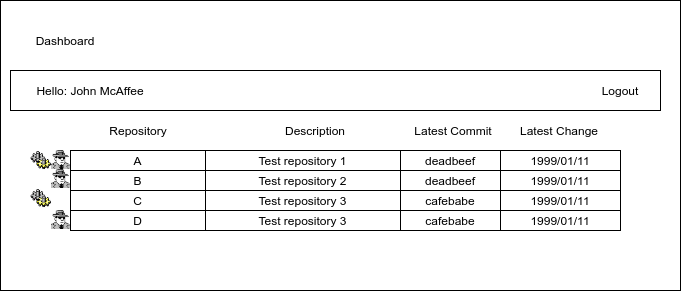 Dashboard
Hello: John McAffee Logout
Repository Description Latest Commit Latest Change
A Test repository 1 deadbeef 1999/01/11
B Test repository 2 deadbeef 1999/01/11
C Test repository 3 cafebabe 1999/01/11
D Test repository 3 cafebabe 1999/01/11